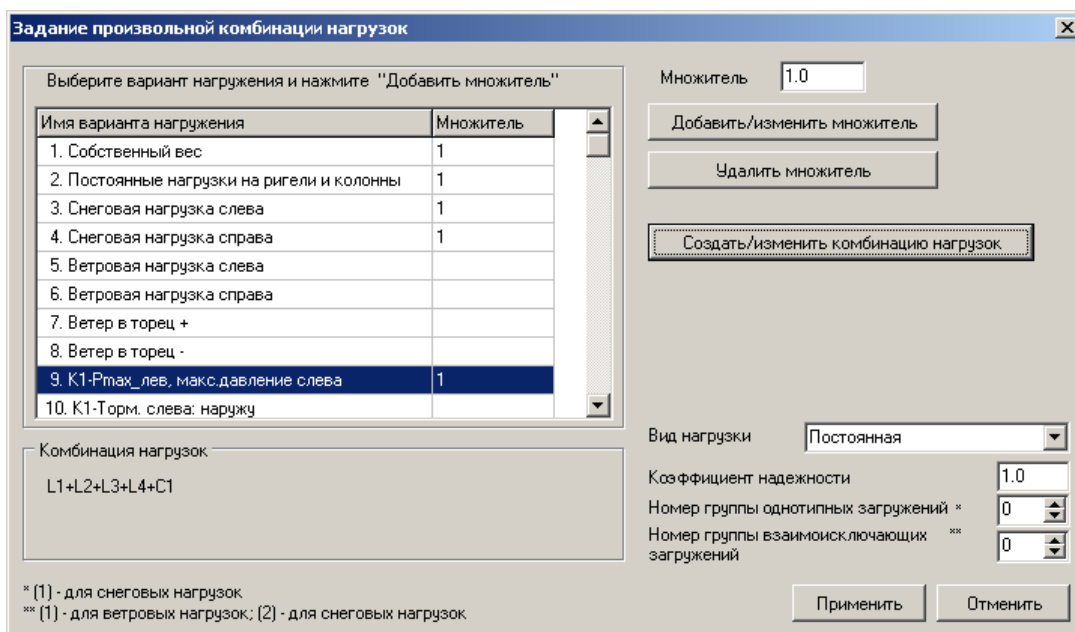 Задание произвольной комбинации нагрузок
Выберите вариант нагружения и нажмите "Добавить множитель"
Имя варианта нагружения Множитель
1. Собственный вес 1
2. Постоянные нагрузки на ригели и колонны 1
3. Снеговая нагрузка слева 1
4. Снеговая нагрузка справа 1
5. Ветровая нагрузка слева
6. Ветровая нагрузка справа
7. Ветер в торец +
8. Ветер в торец -
9. К1-Pmax_лев, макс.давление слева 1
10. К1-Торм. слева: наружу
Комбинация нагрузок
L1+L2+L3+L4+C1
* (1) - для снеговых нагрузок
** (1) - для ветровых нагрузок; (2) - для снеговых нагрузок
Множитель 1.0
Добавить/изменить множитель
Удалить множитель
Создать/изменить комбинацию нагрузок
Вид нагрузки Постоянная
Коэффициент надежности 1.0
Номер группы однотипных загружений * 0
Номер группы взаимоисключающих ** 0
загружений
Применить Отменить